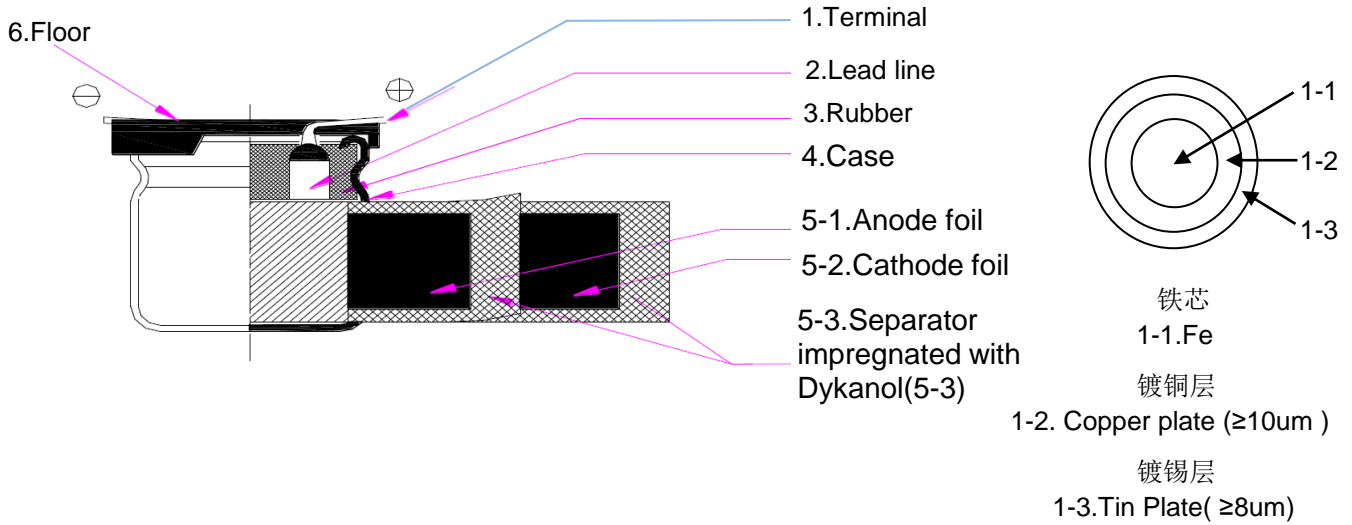 6.Floor
1.Terminal
2.Lead line
3.Rubber
4.Case
5-1.Anode foil
5-2.Cathode foil
5-3.Separator
impregnated with
Dykanol(5-3)
1-1
1-2
1-3
铁芯
1-1.Fe
镀铜层
1-2. Copper plate (≥10um )
镀锡层
1-3.Tin Plate( ≥8um)